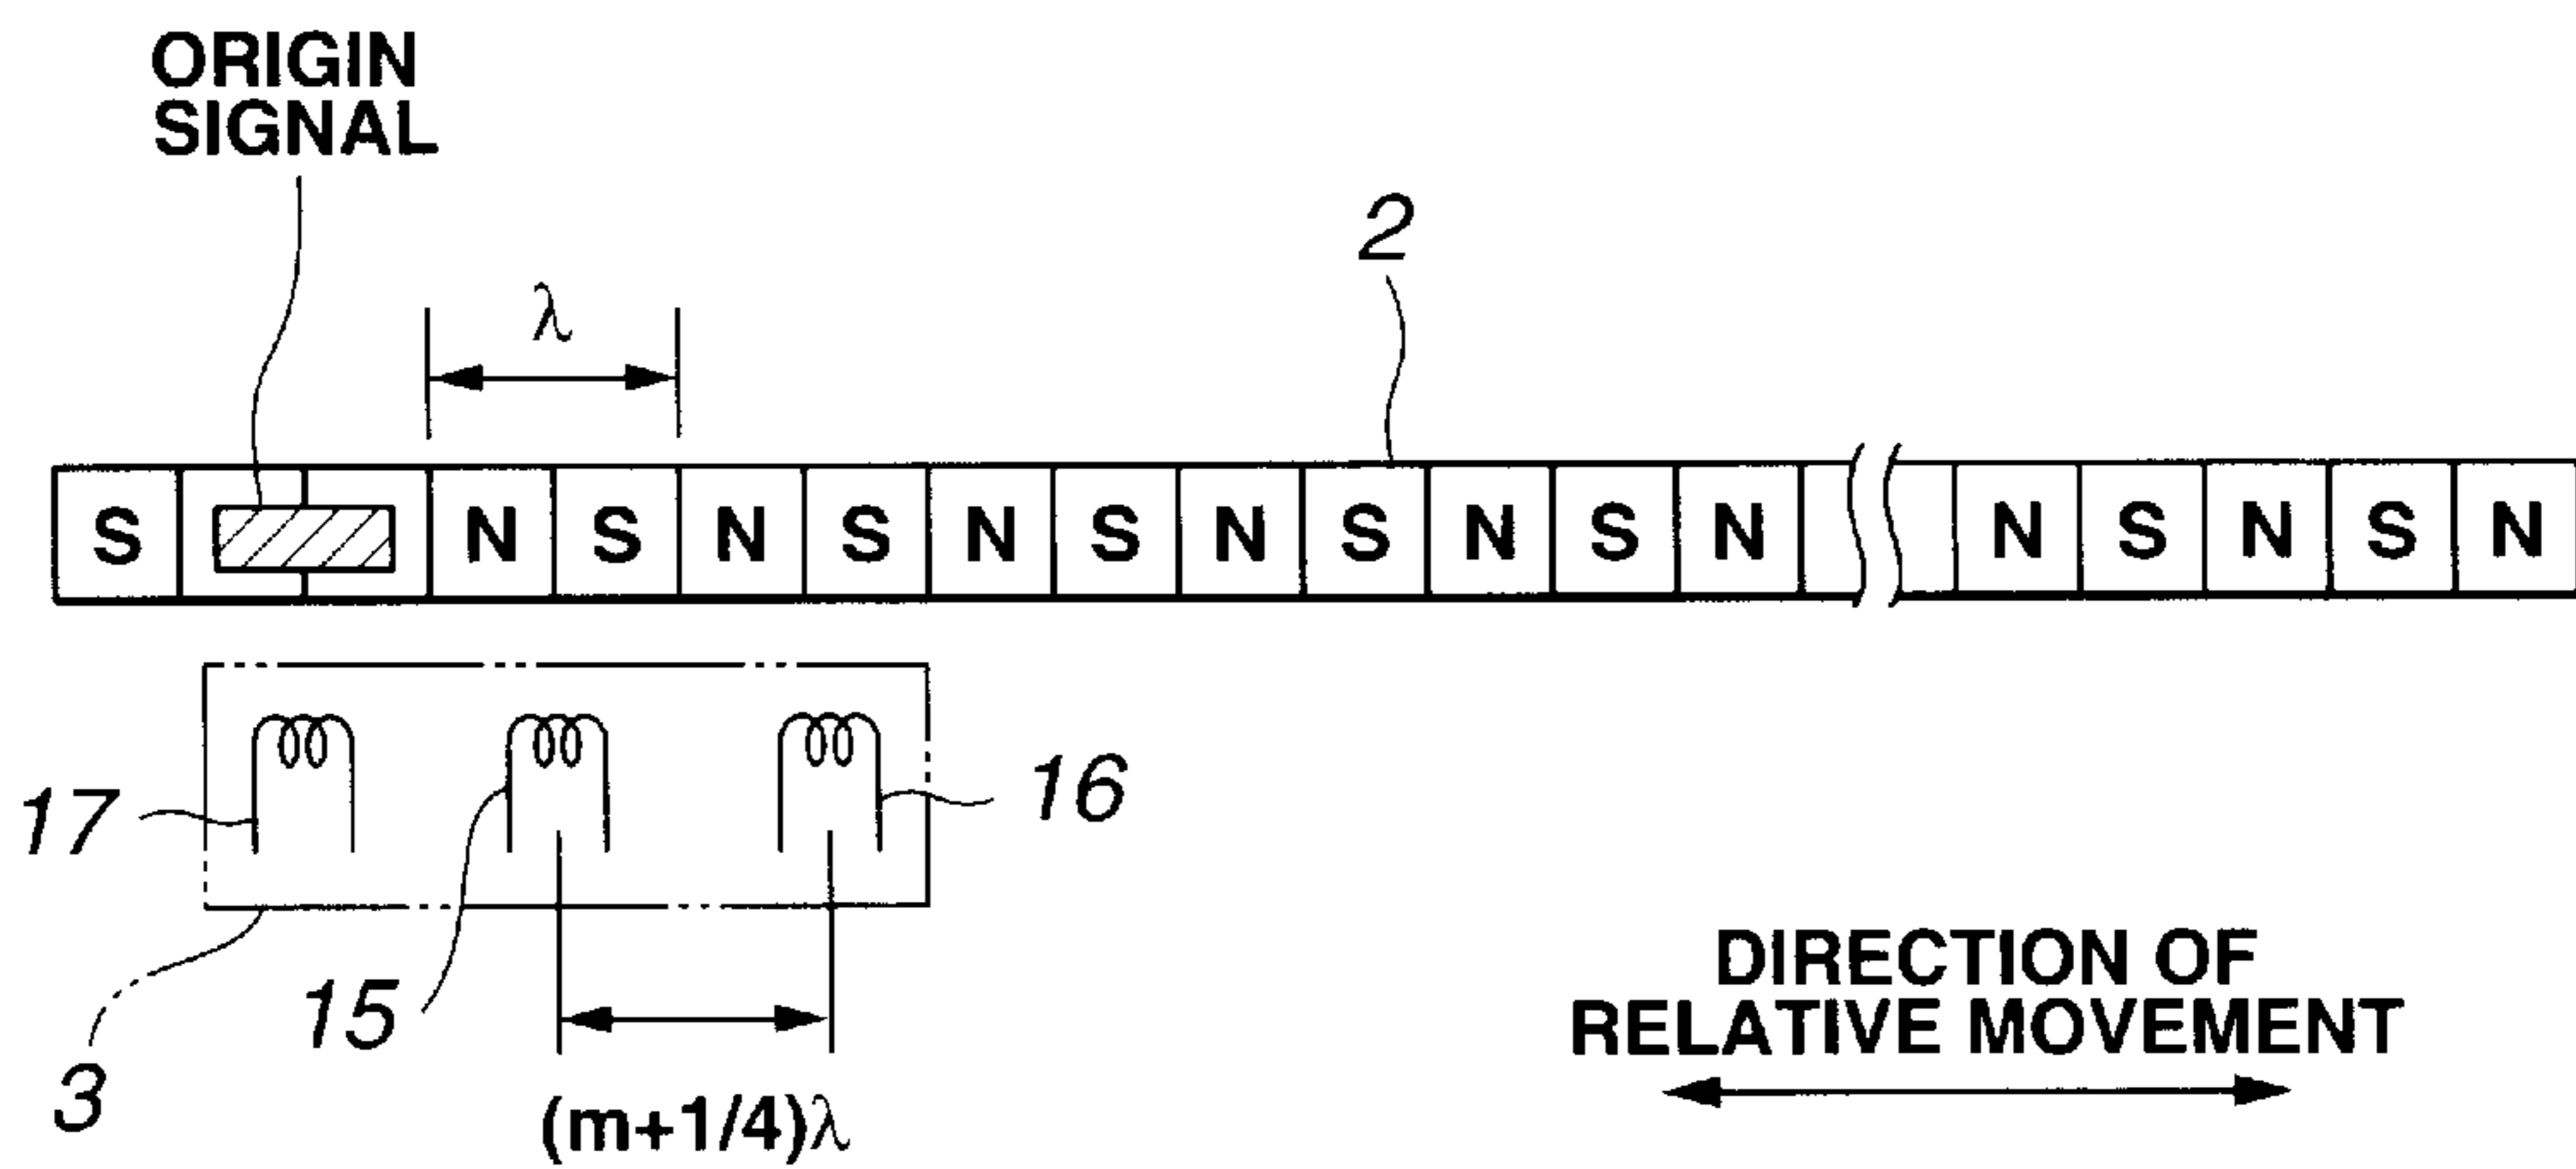 ORIGIN
SIGNAL
2
λ
S N S N S N S N S N S N N S N S N
17
16
15
3
(m+1/4)λ
DIRECTION OF
RELATIVE MOVEMENT